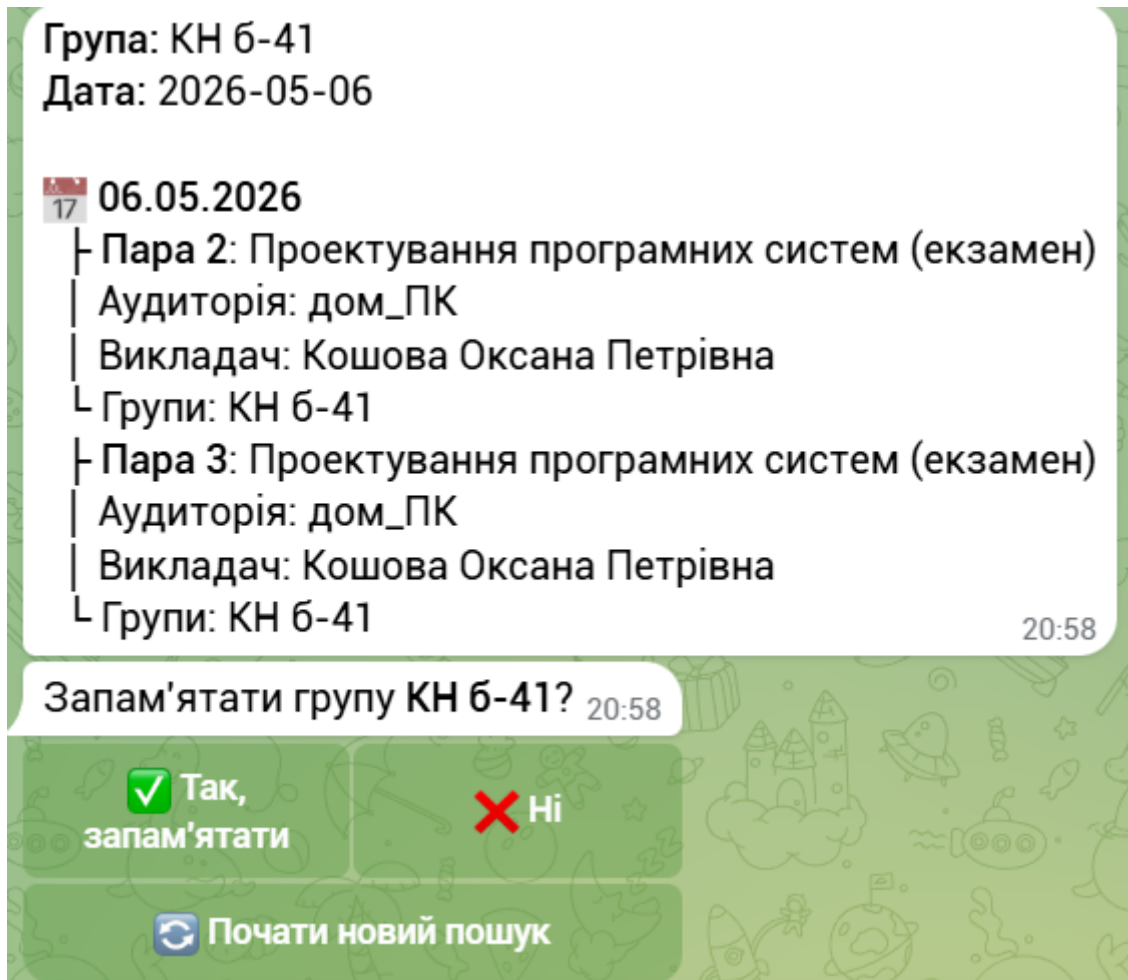 Група: КН б-41
Дата: 2026-05-06
17 06.05.2026
├ Пара 2: Проектування програмних систем (екзамен)
│ Аудиторія: дом_ПК
│ Викладач: Кошова Оксана Петрівна
└ Групи: КН б-41
├ Пара 3: Проектування програмних систем (екзамен)
│ Аудиторія: дом_ПК
│ Викладач: Кошова Оксана Петрівна
└ Групи: КН б-41
20:58
Запам'ятати групу КН б-41? 20:58
✅ Так,
запам'ятати
❌ Ні
🔄 Почати новий пошук